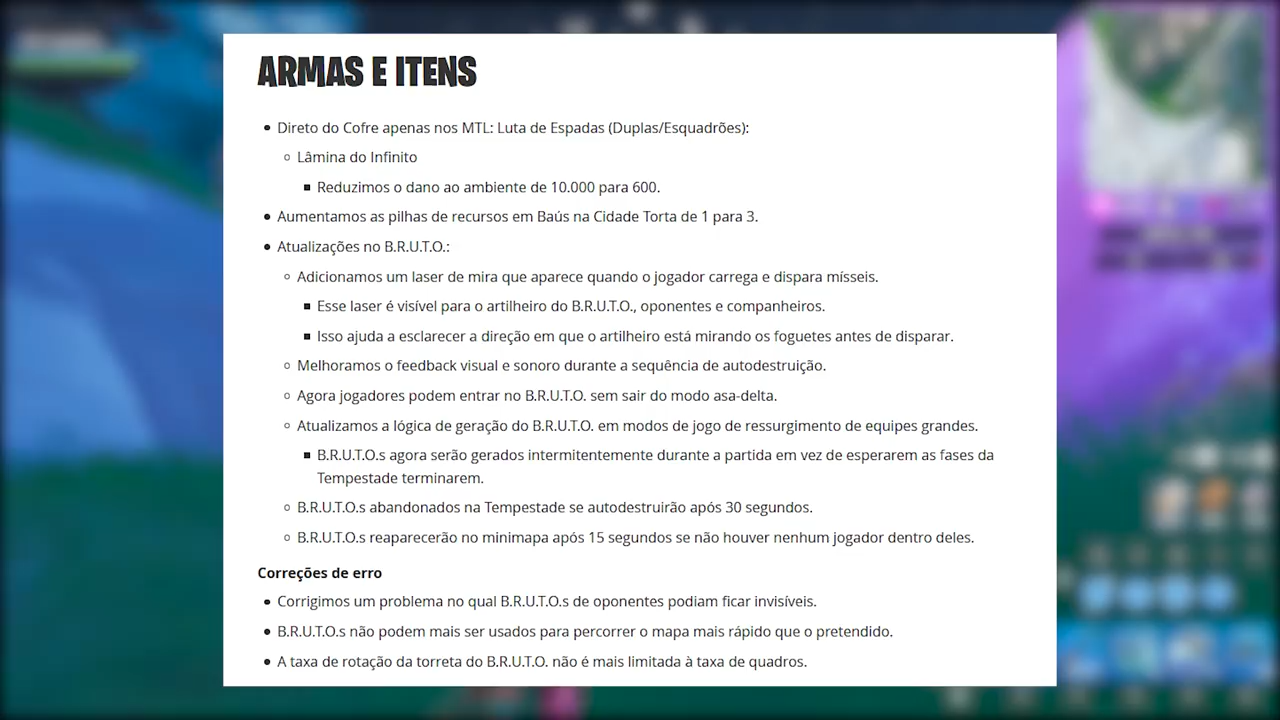 ARMAS E ITENS
Direto do Cofre apenas nos MTL: Luta de Espadas (Duplas/Esquadrões):
Lâmina do Infinito
Reduzimos o dano ao ambiente de 10.000 para 600.
Aumentamos as pilhas de recursos em Baús na Cidade Torta de 1 para 3.
Atualizações no B.R.U.T.O.:
Adicionamos um laser de mira que aparece quando o jogador carrega e dispara mísseis.
Esse laser é visível para o artilheiro do B.R.U.T.O., oponentes e companheiros.
Isso ajuda a esclarecer a direção em que o artilheiro está mirando os foguetes antes de disparar.
Melhoramos o feedback visual e sonoro durante a sequência de autodestruição.
Agora jogadores podem entrar no B.R.U.T.O. sem sair do modo asa-delta.
Atualizamos a lógica de geração do B.R.U.T.O. em modos de jogo de ressurgimento de equipes grandes.
B.R.U.T.O.s agora serão gerados intermitentemente durante a partida em vez de esperarem as fases da
Tempestade terminarem.
B.R.U.T.O.s abandonados na Tempestade se autodestruirão após 30 segundos.
B.R.U.T.O.s reaparecerão no minimapa após 15 segundos se não houver nenhum jogador dentro deles.
Correções de erro
Corrigimos um problema no qual B.R.U.T.O.s de oponentes podiam ficar invisíveis.
B.R.U.T.O.s não podem mais ser usados para percorrer o mapa mais rápido que o pretendido.
A taxa de rotação da torreta do B.R.U.T.O. não é mais limitada à taxa de quadros.